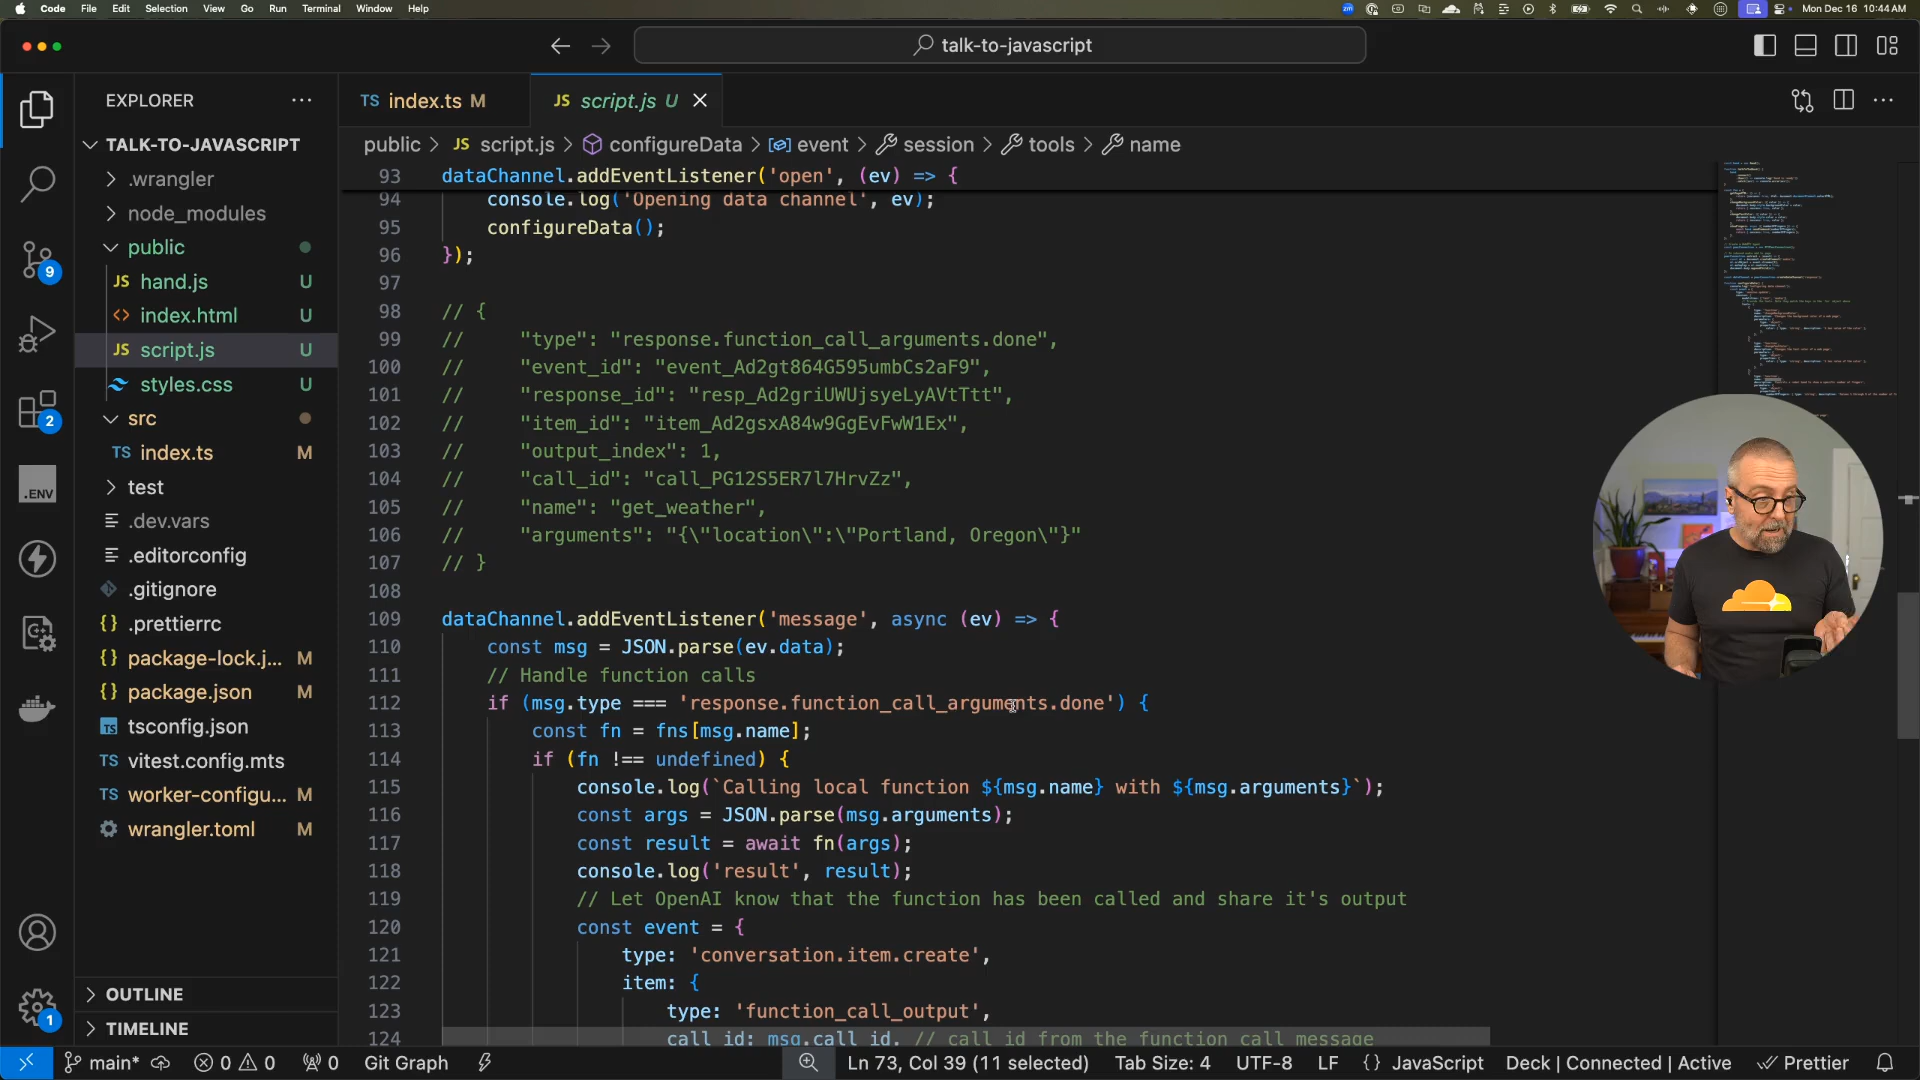 Code File Edit Selection View Go Run Terminal Window Help
Mon Dec 16 10:44 AM
talk-to-javascript
EXPLORER
TALK-TO-JAVASCRIPT
.wrangler
node_modules
public
JS hand.js U
<> index.html U
JS script.js U
styles.css U
src
TS index.ts M
test
.dev.vars
.editorconfig
.gitignore
{} .prettierrc
{} package-lock.j... M
{} package.json M
tsconfig.json
TS vitest.config.mts
TS worker-configu... M
wrangler.toml M
OUTLINE
TIMELINE
9
2
.ENV
1
TS index.ts M
JS script.js U
public > JS script.js > configureData > event > session > tools > name
93 dataChannel.addEventListener('open', (ev) => {
94 console.log('Opening data channel', ev);
95 configureData();
96 });
97
98 // {
99 // "type": "response.function_call_arguments.done",
100 // "event_id": "event_Ad2gt864G595umbCs2aF9",
101 // "response_id": "resp_Ad2griUWUjsyeLyAVtTtt",
102 // "item_id": "item_Ad2gsxA84w9GgEvFwW1Ex",
103 // "output_index": 1,
104 // "call_id": "call_PG12S5ER7l7HrvZz",
105 // "name": "get_weather",
106 // "arguments": "{\"location\":\"Portland, Oregon\"}"
107 // }
108
109 dataChannel.addEventListener('message', async (ev) => {
110 const msg = JSON.parse(ev.data);
111 // Handle function calls
112 if (msg.type === 'response.function_call_arguments.done') {
113 const fn = fns[msg.name];
114 if (fn !== undefined) {
115 console.log(`Calling local function ${msg.name} with ${msg.arguments}`);
116 const args = JSON.parse(msg.arguments);
117 const result = await fn(args);
118 console.log('result', result);
119 // Let OpenAI know that the function has been called and share it's output
120 const event = {
121 type: 'conversation.item.create',
122 item: {
123 type: 'function_call_output',
124 call_id: msg.call_id, // call_id from the function_call message
main* 0 0 0 Git Graph Ln 73, Col 39 (11 selected) Tab Size: 4 UTF-8 LF {} JavaScript Deck | Connected | Active Prettier